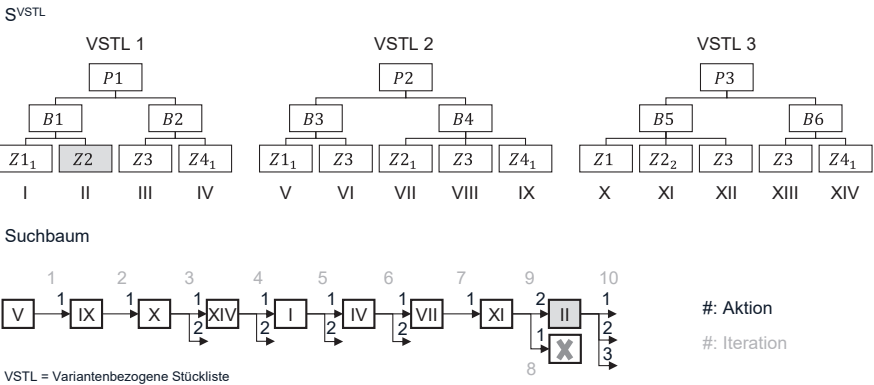 S^VSTL
VSTL 1 VSTL 2 VSTL 3
P1 P2 P3
B1 B2 B3 B4 B5 B6
Z1₁ Z2 Z3 Z4₁ Z1₁ Z3 Z2₁ Z3 Z4₁ Z1 Z2₂ Z3 Z3 Z4₁
I II III IV V VI VII VIII IX X XI XII XIII XIV
Suchbaum
1 2 3 4 5 6 7 9 10
1 1 1 1 1 1 1 2 1
V IX X XIV I IV VII XI II
#: Aktion
2 2 2 2 1 2
#: Iteration
3
8
VSTL = Variantenbezogene Stückliste